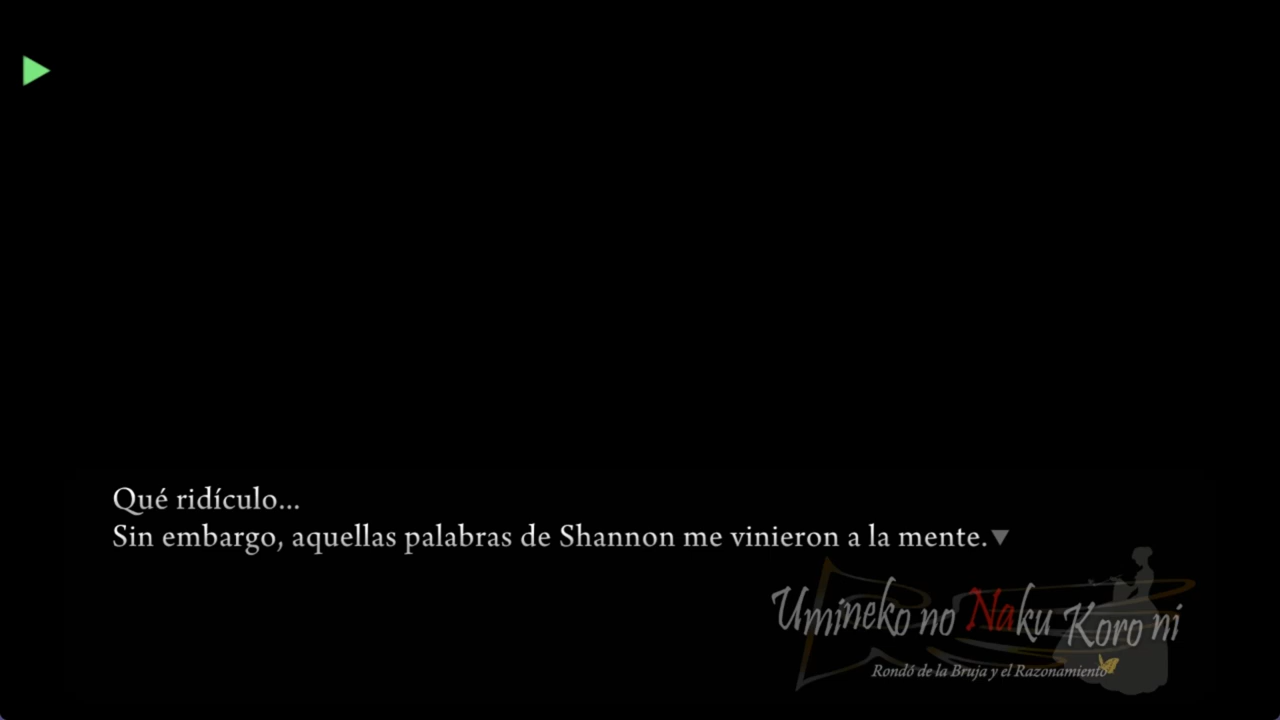 Qué ridículo...
Sin embargo, aquellas palabras de Shannon me vinieron a la mente.
Umineko no Naku Koro ni
Rondó de la Bruja y el Razonamiento